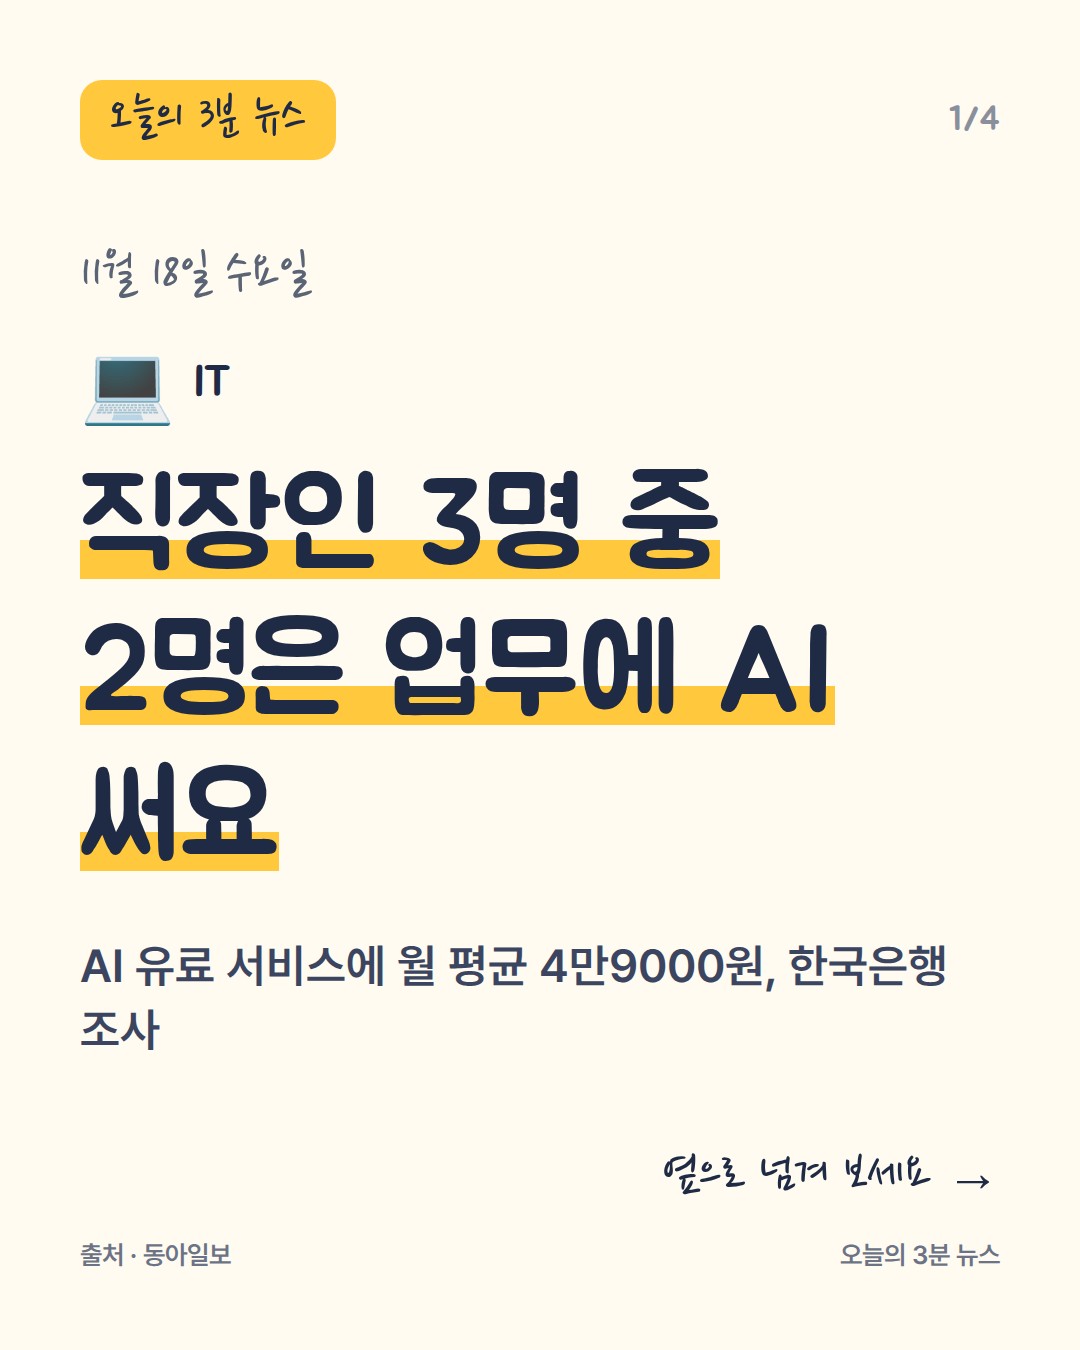 오늘의 3분 뉴스
1/4
11월 18일 수요일
IT
직장인 3명 중
2명은 업무에 AI
써요
AI 유료 서비스에 월 평균 4만9000원, 한국은행
조사
옆으로 넘겨 보세요 →
출처 · 동아일보
오늘의 3분 뉴스